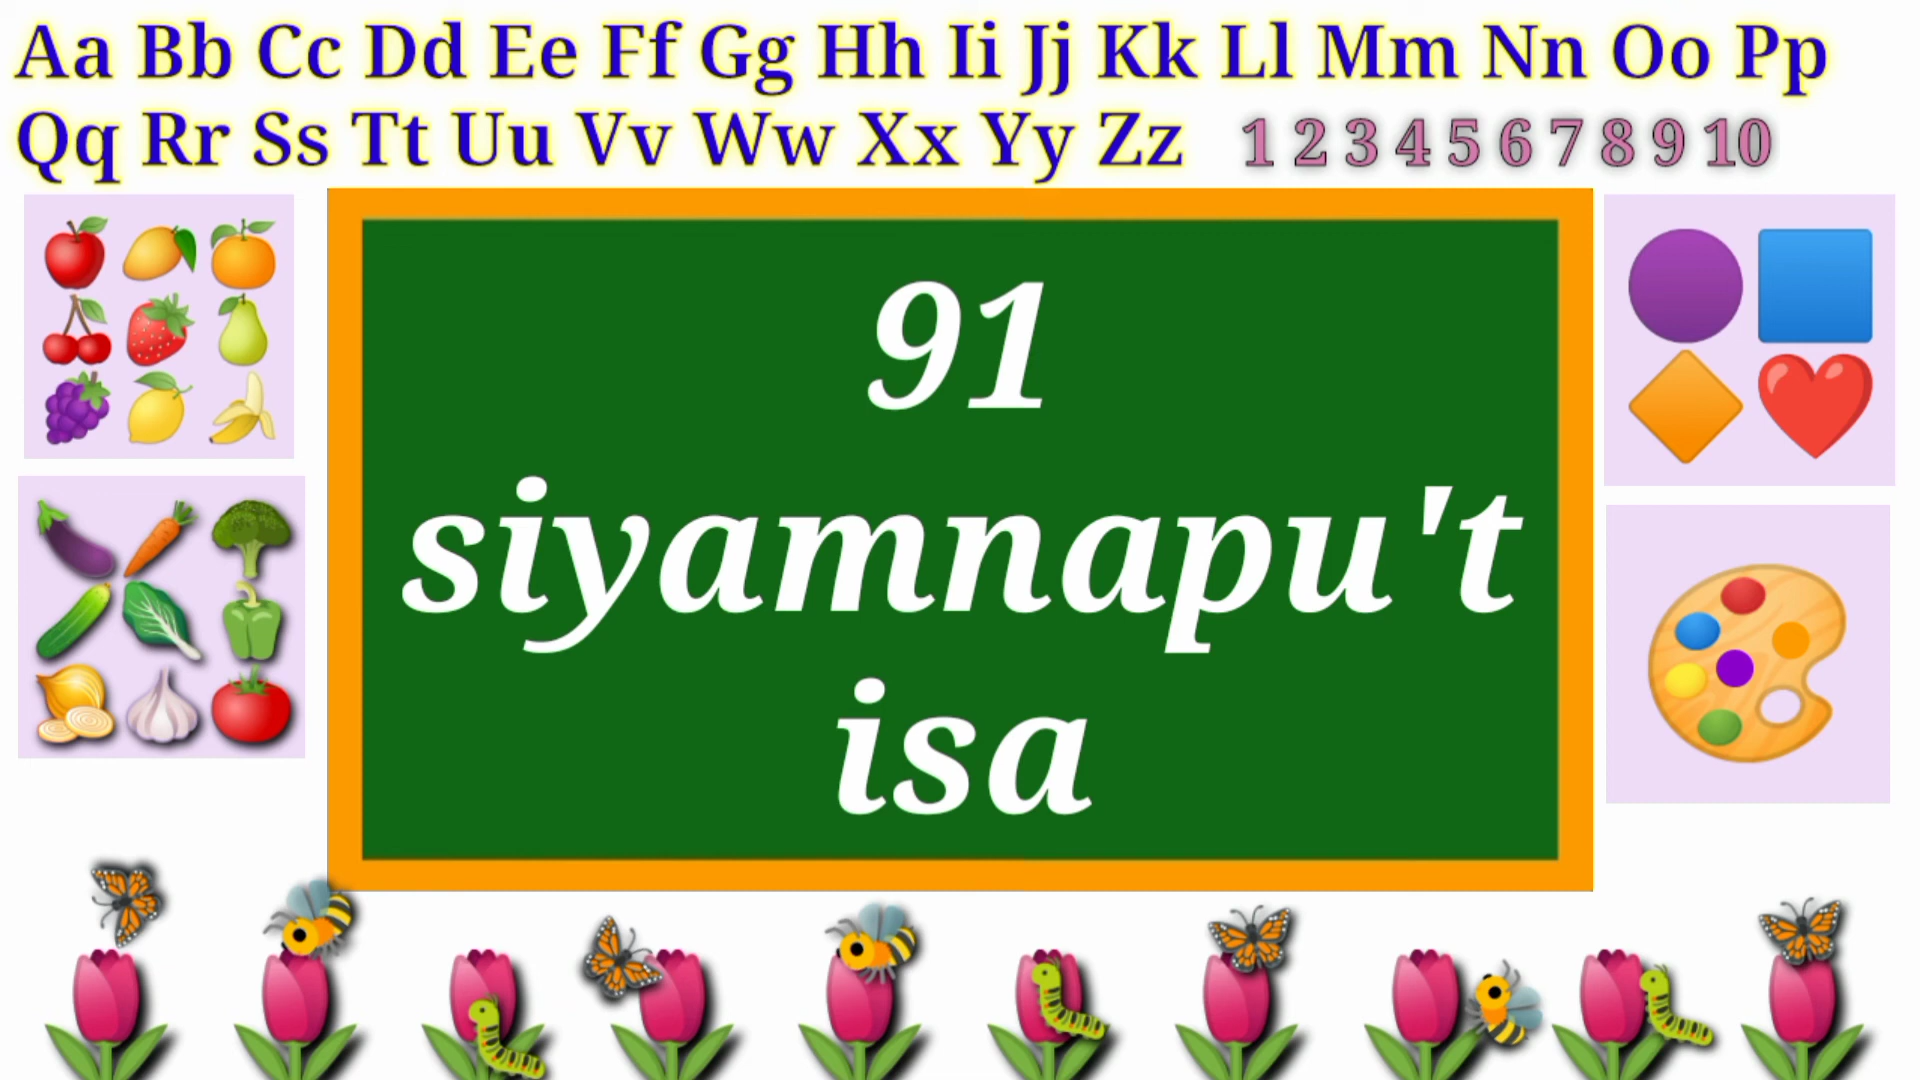 Aa Bb Cc Dd Ee Ff Gg Hh Ii Jj Kk Ll Mm Nn Oo Pp
Qq Rr Ss Tt Uu Vv Ww Xx Yy Zz 1 2 3 4 5 6 7 8 9 10
91
siyamnapu't
isa